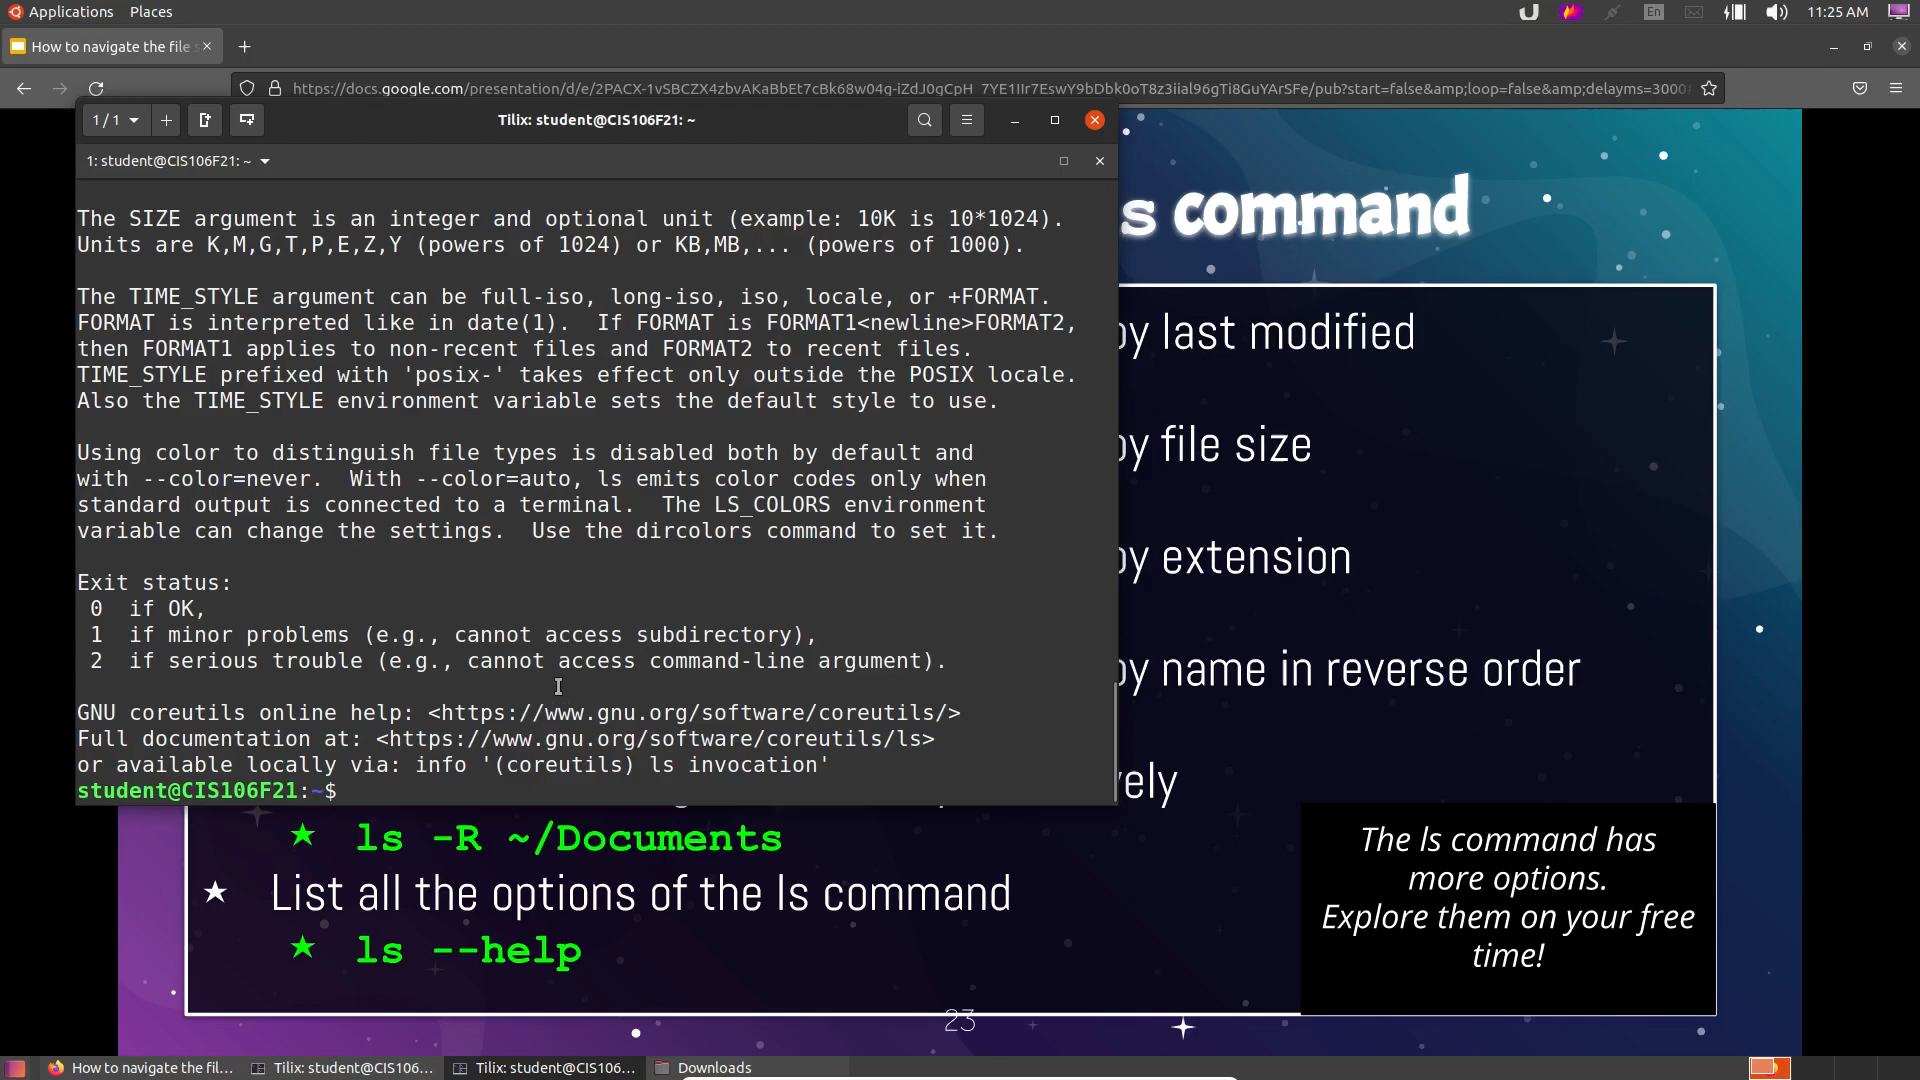 Applications Places
En
11:25 AM
How to navigate the file s
https://docs.google.com/presentation/d/e/2PACX-1vSBCZX4zbvAKaBbEt7cBk68w04g-iZdJ0gCpH_7YE1IIr7EswY9bDbk0oT8z3iial96gTi8GuYArSFe/pub?start=false&amp;loop=false&amp;delayms=3000
1 / 1
Tilix: student@CIS106F21: ~
1: student@CIS106F21: ~
The SIZE argument is an integer and optional unit (example: 10K is 10*1024).
Units are K,M,G,T,P,E,Z,Y (powers of 1024) or KB,MB,... (powers of 1000).
The TIME_STYLE argument can be full-iso, long-iso, iso, locale, or +FORMAT.
FORMAT is interpreted like in date(1).  If FORMAT is FORMAT1<newline>FORMAT2,
then FORMAT1 applies to non-recent files and FORMAT2 to recent files.
TIME_STYLE prefixed with 'posix-' takes effect only outside the POSIX locale.
Also the TIME_STYLE environment variable sets the default style to use.
Using color to distinguish file types is disabled both by default and
with --color=never.  With --color=auto, ls emits color codes only when
standard output is connected to a terminal.  The LS_COLORS environment
variable can change the settings.  Use the dircolors command to set it.
Exit status:
0  if OK,
1  if minor problems (e.g., cannot access subdirectory),
2  if serious trouble (e.g., cannot access command-line argument).
GNU coreutils online help: <https://www.gnu.org/software/coreutils/>
Full documentation at: <https://www.gnu.org/software/coreutils/ls>
or available locally via: info '(coreutils) ls invocation'
student@CIS106F21:~$
s command
by last modified
by file size
by extension
by name in reverse order
vely
ls -R ~/Documents
List all the options of the ls command
ls --help
The ls command has
more options.
Explore them on your free
time!
23
How to navigate the fil...
Tilix: student@CIS106...
Tilix: student@CIS106...
Downloads